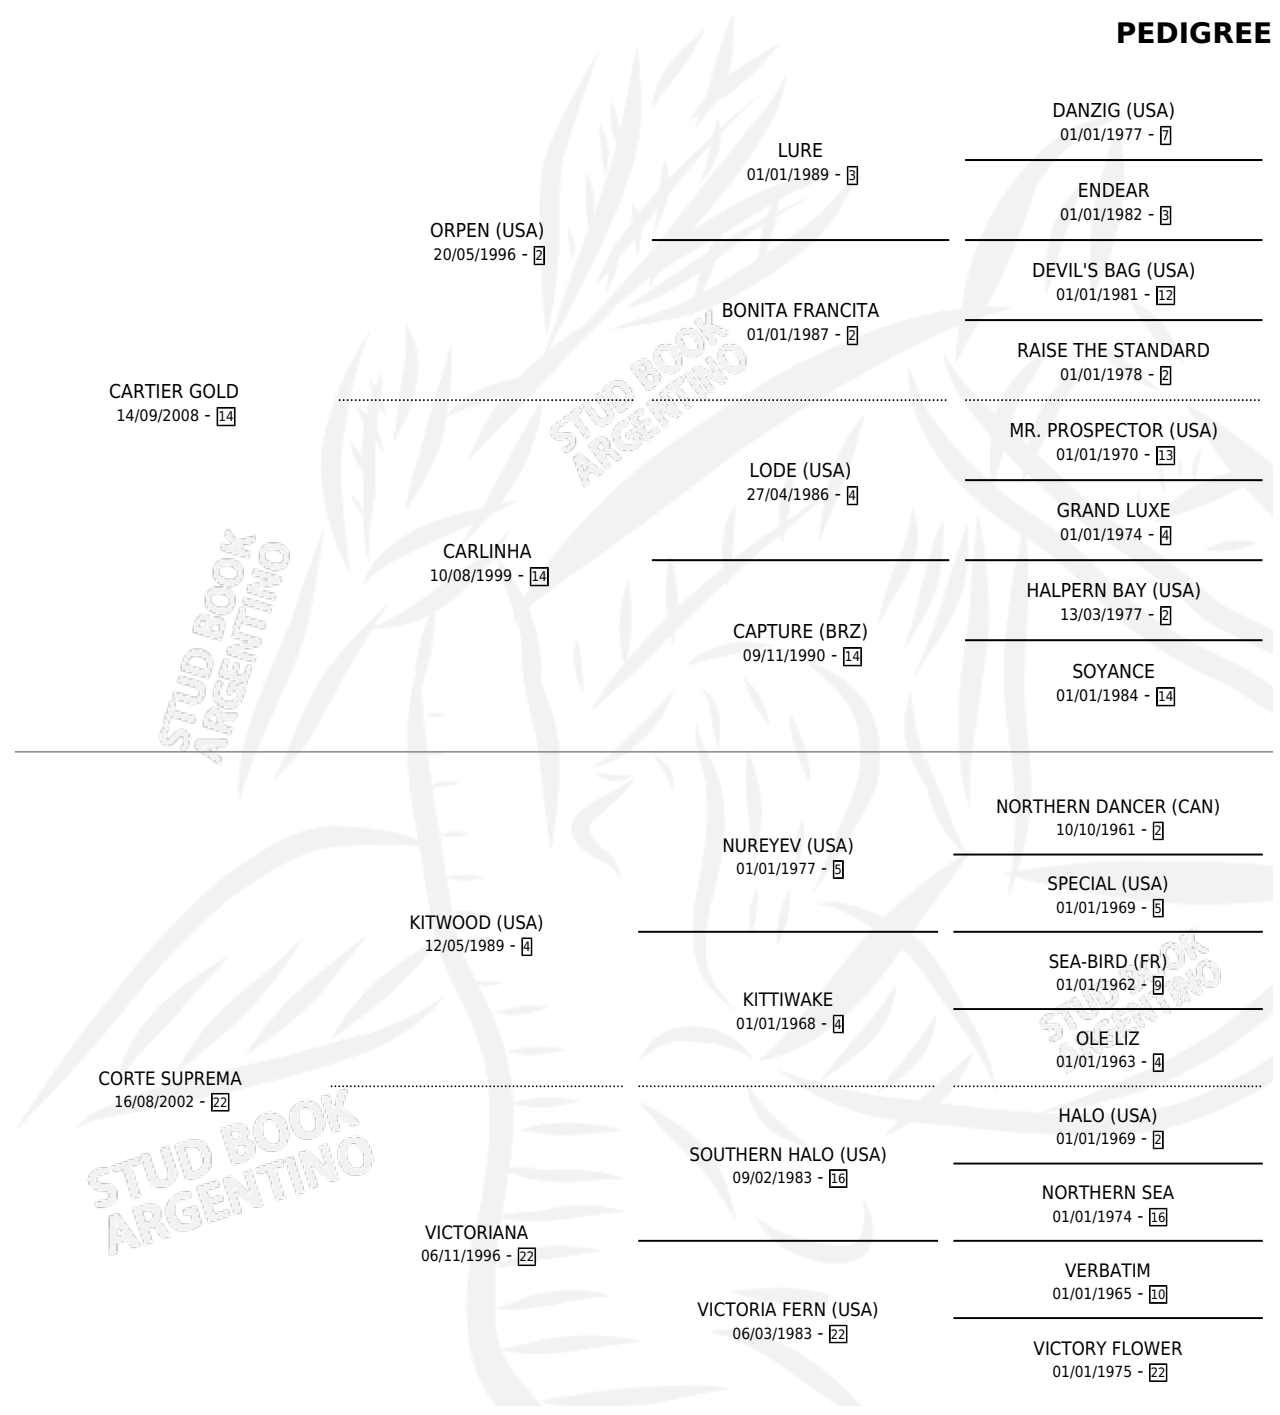 PEDIGREE
DANZIG (USA)
01/01/1977 - 7
LURE
01/01/1989 - 3
ENDEAR
01/01/1982 - 3
ORPEN (USA)
20/05/1996 - 2
DEVIL'S BAG (USA)
01/01/1981 - 12
BONITA FRANCITA
01/01/1987 - 2
RAISE THE STANDARD
01/01/1978 - 2
CARTIER GOLD
14/09/2008 - 14
STUD BOOK
ARGENTINO
MR. PROSPECTOR (USA)
01/01/1970 - 13
LODE (USA)
27/04/1986 - 4
GRAND LUXE
01/01/1974 - 4
CARLINHA
10/08/1999 - 14
HALPERN BAY (USA)
13/03/1977 - 2
CAPTURE (BRZ)
09/11/1990 - 14
SOYANCE
01/01/1984 - 14
STUD BOOK
ARGENTINO
NORTHERN DANCER (CAN)
10/10/1961 - 2
NUREYEV (USA)
01/01/1977 - 5
SPECIAL (USA)
01/01/1969 - 5
KITWOOD (USA)
12/05/1989 - 4
SEA-BIRD (FR)
01/01/1962 - 9
KITTIWAKE
01/01/1968 - 4
STUD BOOK
ARGENTINO
OLE LIZ
01/01/1963 - 4
CORTE SUPREMA
16/08/2002 - 22
STUD BOOK
ARGENTINO
HALO (USA)
01/01/1969 - 2
SOUTHERN HALO (USA)
09/02/1983 - 16
NORTHERN SEA
01/01/1974 - 16
VICTORIANA
06/11/1996 - 22
VERBATIM
01/01/1965 - 10
VICTORIA FERN (USA)
06/03/1983 - 22
VICTORY FLOWER
01/01/1975 - 22